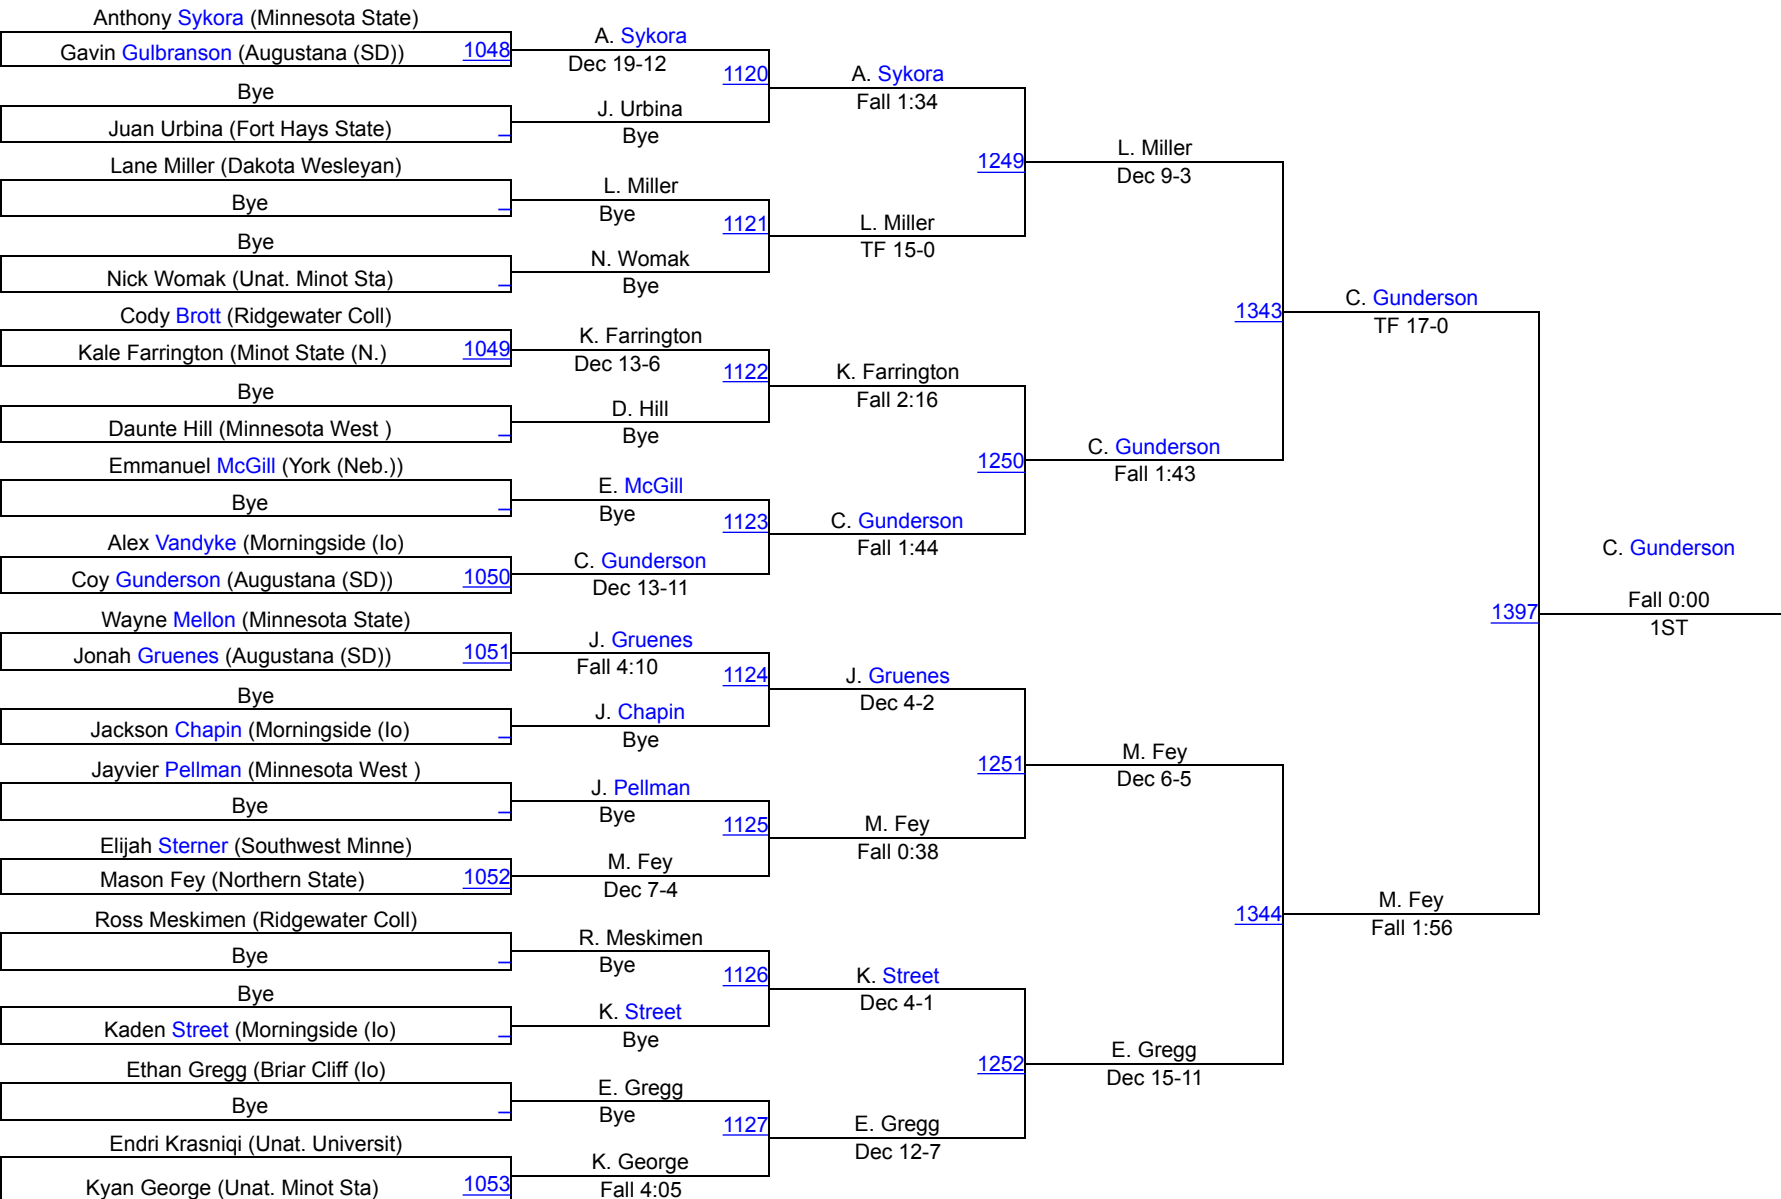 Anthony Sykora (Minnesota State)
Gavin Gulbranson (Augustana (SD))
1048
Bye
Juan Urbina (Fort Hays State)
Lane Miller (Dakota Wesleyan)
Bye
Bye
Nick Womak (Unat. Minot Sta)
Cody Brott (Ridgewater Coll)
Kale Farrington (Minot State (N.)
1049
Bye
Daunte Hill (Minnesota West )
Emmanuel McGill (York (Neb.))
Bye
Alex Vandyke (Morningside (Io)
Coy Gunderson (Augustana (SD))
1050
Wayne Mellon (Minnesota State)
Jonah Gruenes (Augustana (SD))
1051
Bye
Jackson Chapin (Morningside (Io)
Jayvier Pellman (Minnesota West )
Bye
Elijah Sterner (Southwest Minne)
Mason Fey (Northern State)
1052
Ross Meskimen (Ridgewater Coll)
Bye
Bye
Kaden Street (Morningside (Io)
Ethan Gregg (Briar Cliff (Io)
Bye
Endri Krasniqi (Unat. Universit)
Kyan George (Unat. Minot Sta)
1053
A. Sykora
Dec 19-12
1120
J. Urbina
Bye
L. Miller
Bye
1121
N. Womak
Bye
K. Farrington
Dec 13-6
1122
D. Hill
Bye
E. McGill
Bye
1123
C. Gunderson
Dec 13-11
J. Gruenes
Fall 4:10
1124
J. Chapin
Bye
J. Pellman
Bye
1125
M. Fey
Dec 7-4
R. Meskimen
Bye
1126
K. Street
Bye
E. Gregg
Bye
1127
K. George
Fall 4:05
A. Sykora
Fall 1:34
1249
L. Miller
TF 15-0
K. Farrington
Fall 2:16
1250
C. Gunderson
Fall 1:44
J. Gruenes
Dec 4-2
1251
M. Fey
Fall 0:38
K. Street
Dec 4-1
1252
E. Gregg
Dec 12-7
L. Miller
Dec 9-3
1343
C. Gunderson
Fall 1:43
M. Fey
Dec 6-5
1344
E. Gregg
Dec 15-11
C. Gunderson
TF 17-0
1397
M. Fey
Fall 1:56
C. Gunderson
Fall 0:00
1ST